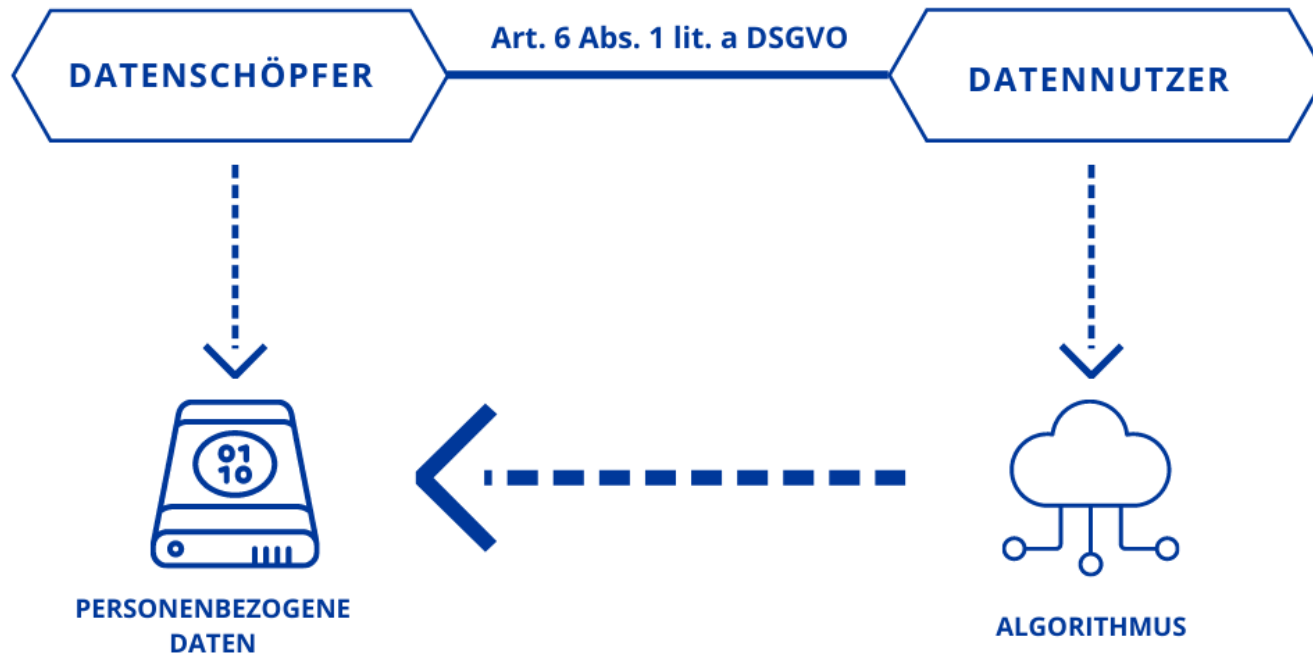 Art. 6 Abs. 1 lit. a DSGVO
DATENSCHÖPFER
DATENNUTZER
01
10
PERSONENBEZOGENE
DATEN
ALGORITHMUS